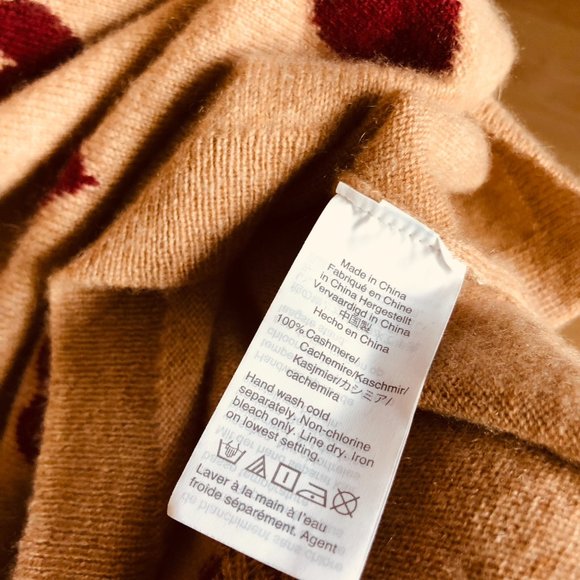 Made in China
Fabriqué en Chine
in China Hergestellt
Vervaardigd in China
中国製
Hecho en China
100% Cashmere/
Cachemire/Kaschmir/
Kasjmier/カシミア/
cachemira
Hand wash cold
separately. Non-chlorine
bleach only. Line dry. Iron
on lowest setting.
Laver à la main à l'eau
froide séparément. Agent